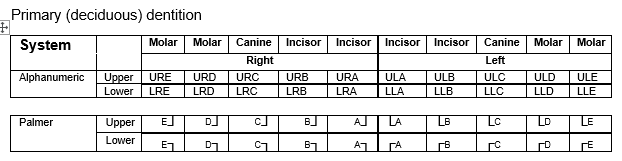 Primary (deciduous) dentition
System Molar Molar Canine Incisor Incisor Incisor Incisor Canine Molar Molar
Right Left
Alphanumeric Upper URE URD URC URB URA ULA ULB ULC ULD ULE
Lower LRE LRD LRC LRB LRA LLA LLB LLC LLD LLE
Palmer Upper E D C B A A B C D E
Lower E D C B A A B C D E